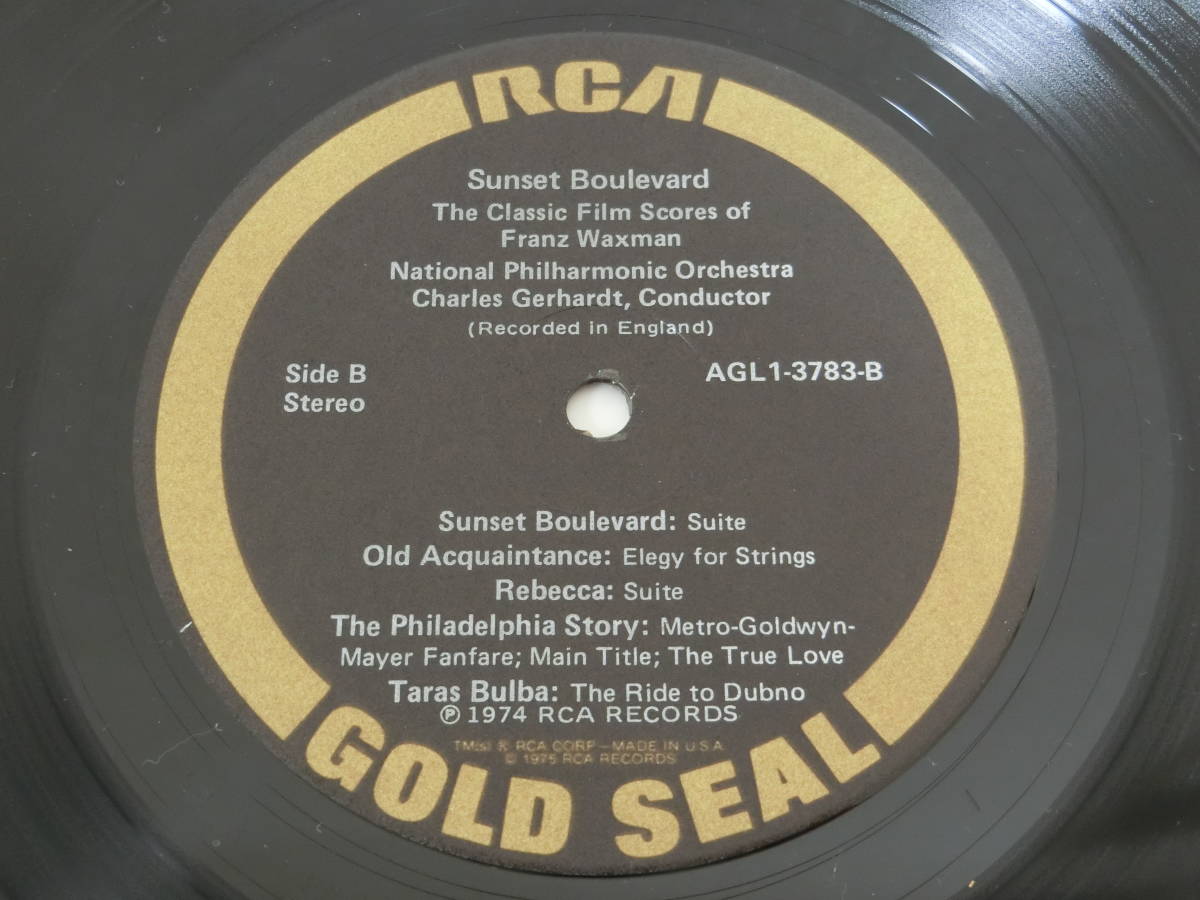 RCA
Sunset Boulevard
The Classic Film Scores of
Franz Waxman
National Philharmonic Orchestra
Charles Gerhardt, Conductor
(Recorded in England)
Side B
Stereo
AGL1-3783-B
Sunset Boulevard: Suite
Old Acquaintance: Elegy for Strings
Rebecca: Suite
The Philadelphia Story: Metro-Goldwyn-
Mayer Fanfare; Main Title; The True Love
Taras Bulba: The Ride to Dubno
℗ 1974 RCA RECORDS
TM(s) ® RCA CORP—MADE IN U.S.A.
© 1975 RCA RECORDS
GOLD SEAL